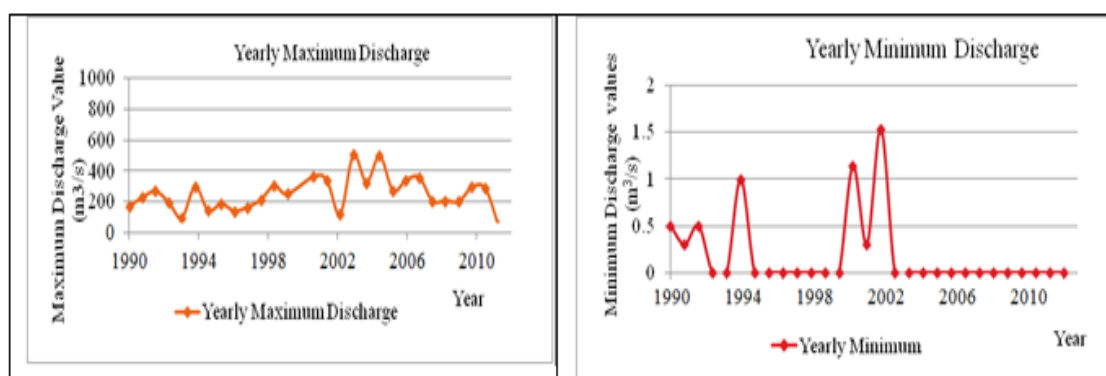 Yearly Maximum Discharge
Maximum Discharge Value
(m3/s)
1000
800
600
400
200
0
1990 1994 1998 2002 2006 2010
Year
Yearly Maximum Discharge
Yearly Minimum Discharge
Minimum Discharge values
(m³/s)
2
1.5
1
0.5
0
1990 1994 1998 2002 2006 2010
Year
Yearly Minimum